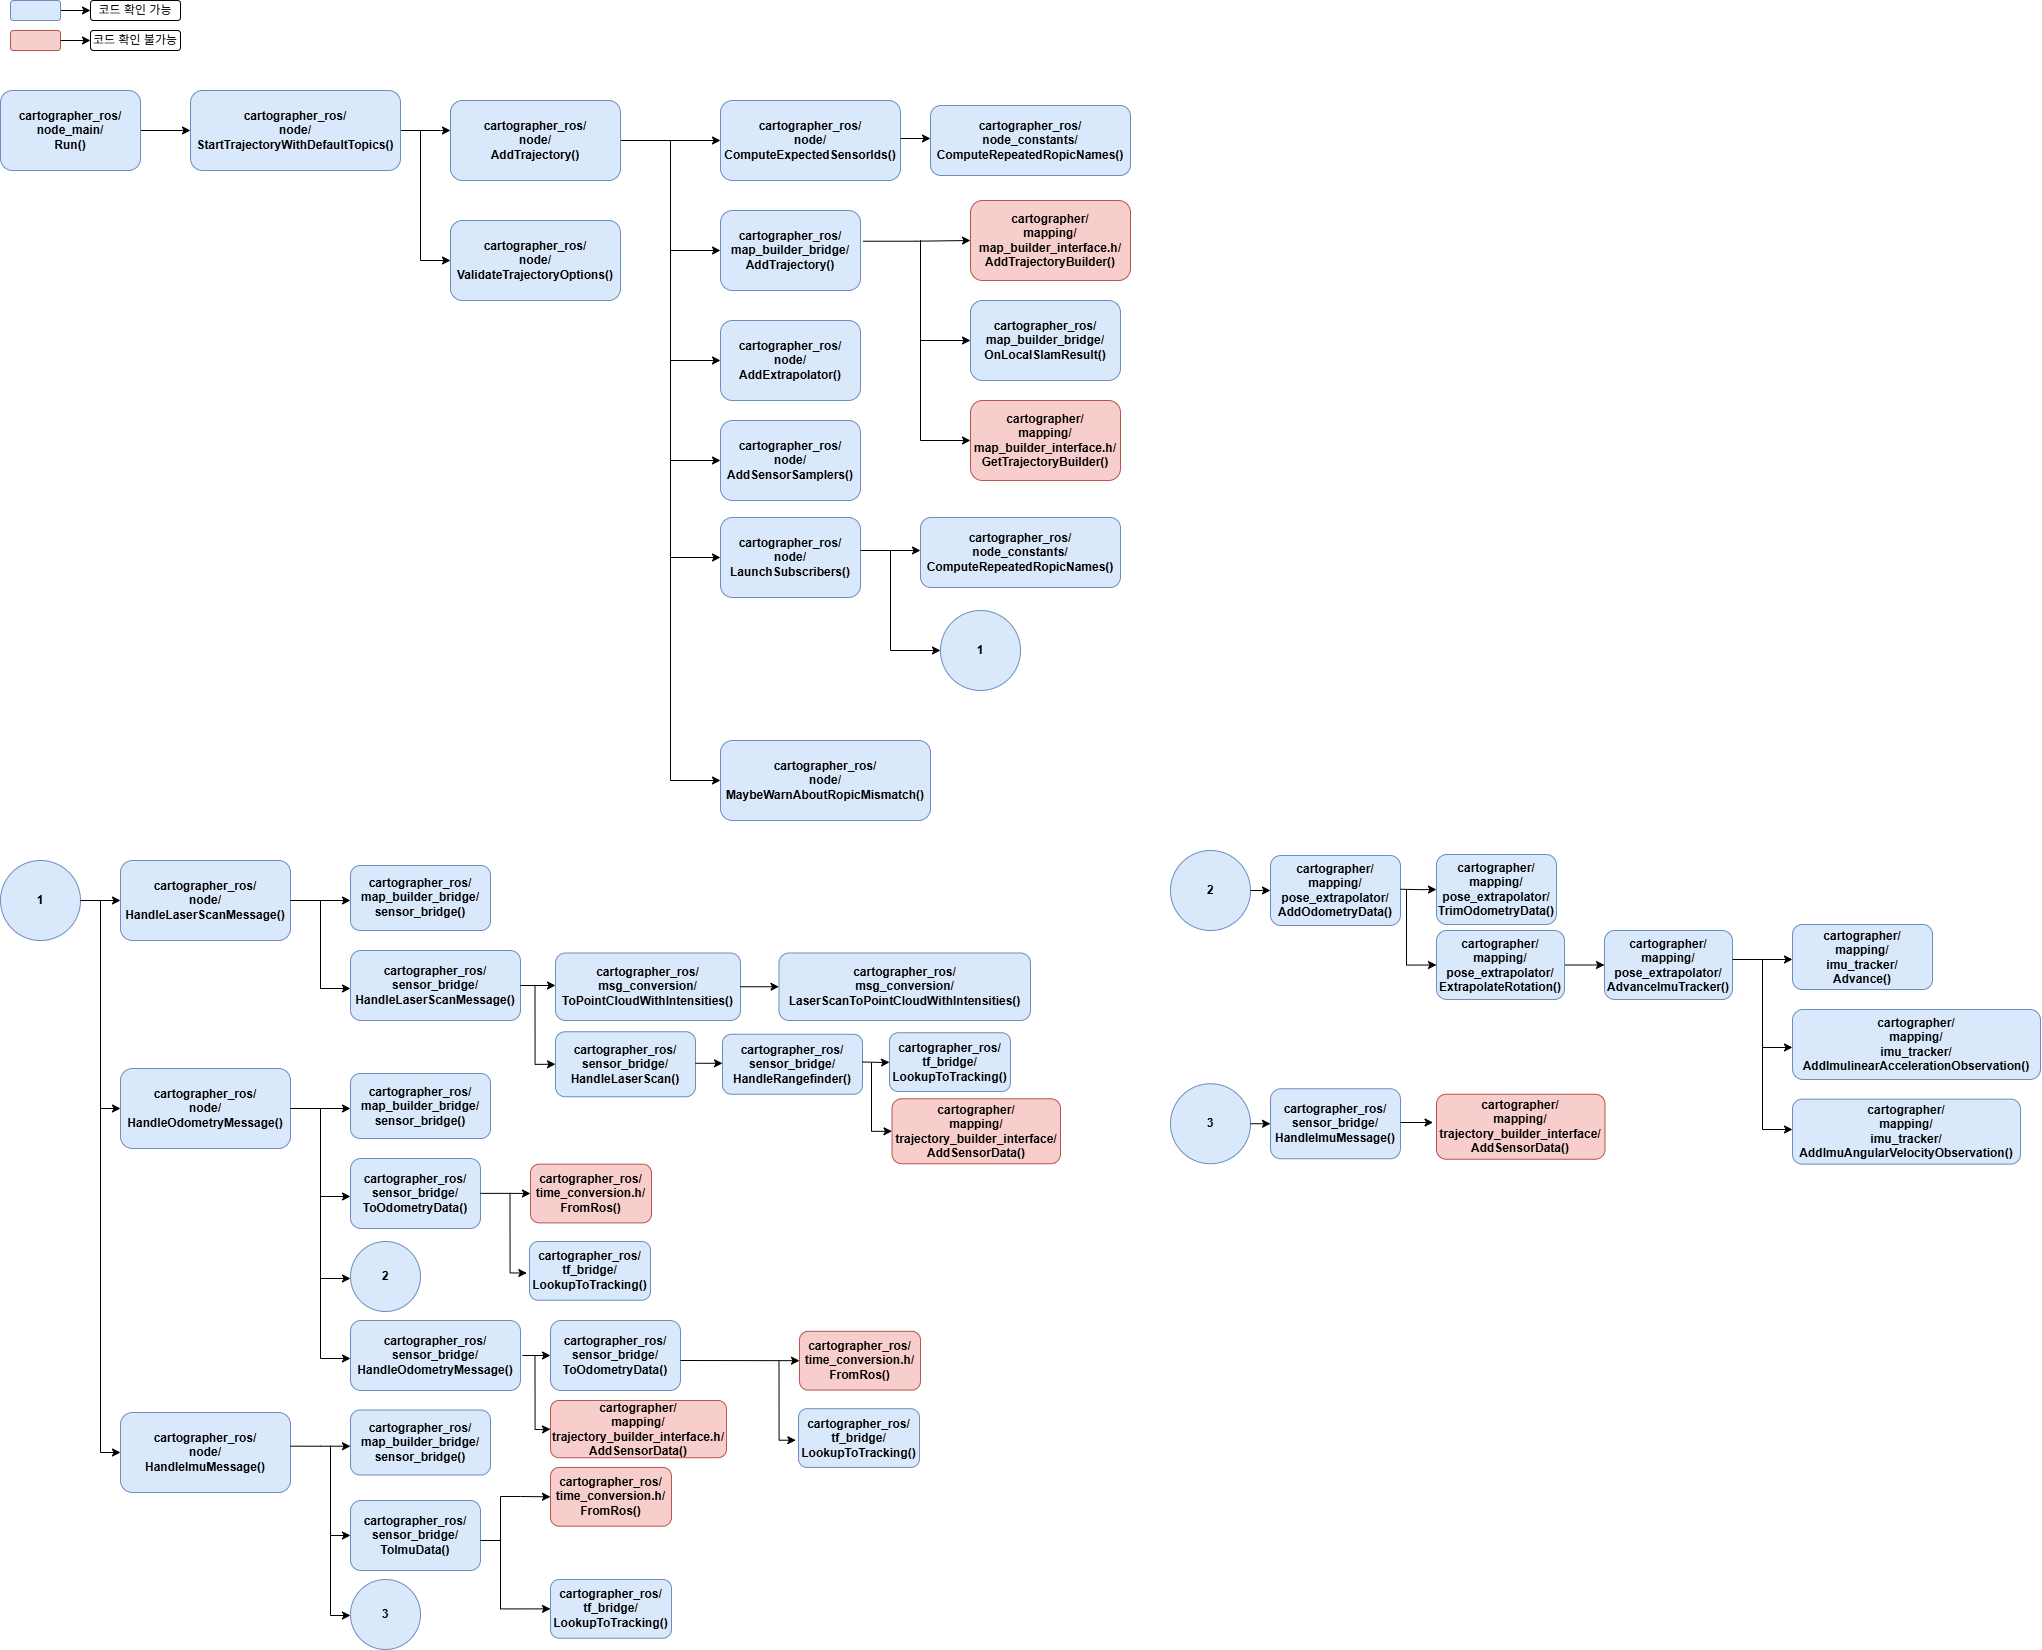 코드 확인 가능
코드 확인 불가능
cartographer_ros/
node_main/
Run()
cartographer_ros/
node/
StartTrajectoryWithDefaultTopics()
cartographer_ros/
node/
AddTrajectory()
cartographer_ros/
node/
ValidateTrajectoryOptions()
cartographer_ros/
node/
ComputeExpectedSensorIds()
cartographer_ros/
node_constants/
ComputeRepeatedRopicNames()
cartographer_ros/
map_builder_bridge/
AddTrajectory()
cartographer/
mapping/
map_builder_interface.h/
AddTrajectoryBuilder()
cartographer_ros/
map_builder_bridge/
OnLocalSlamResult()
cartographer/
mapping/
map_builder_interface.h/
GetTrajectoryBuilder()
cartographer_ros/
node/
AddExtrapolator()
cartographer_ros/
node/
AddSensorSamplers()
cartographer_ros/
node/
LaunchSubscribers()
cartographer_ros/
node_constants/
ComputeRepeatedRopicNames()
1
cartographer_ros/
node/
MaybeWarnAboutRopicMismatch()
1
cartographer_ros/
node/
HandleLaserScanMessage()
cartographer_ros/
map_builder_bridge/
sensor_bridge()
cartographer_ros/
sensor_bridge/
HandleLaserScanMessage()
cartographer_ros/
msg_conversion/
ToPointCloudWithIntensities()
cartographer_ros/
msg_conversion/
LaserScanToPointCloudWithIntensities()
cartographer_ros/
sensor_bridge/
HandleLaserScan()
cartographer_ros/
sensor_bridge/
HandleRangefinder()
cartographer_ros/
tf_bridge/
LookupToTracking()
cartographer/
mapping/
trajectory_builder_interface/
AddSensorData()
cartographer_ros/
node/
HandleOdometryMessage()
cartographer_ros/
map_builder_bridge/
sensor_bridge()
cartographer_ros/
sensor_bridge/
ToOdometryData()
cartographer_ros/
time_conversion.h/
FromRos()
cartographer_ros/
tf_bridge/
LookupToTracking()
2
cartographer_ros/
sensor_bridge/
HandleOdometryMessage()
cartographer_ros/
sensor_bridge/
ToOdometryData()
cartographer_ros/
time_conversion.h/
FromRos()
cartographer_ros/
tf_bridge/
LookupToTracking()
cartographer/
mapping/
trajectory_builder_interface.h/
AddSensorData()
cartographer_ros/
node/
HandleImuMessage()
cartographer_ros/
map_builder_bridge/
sensor_bridge()
cartographer_ros/
sensor_bridge/
ToImuData()
cartographer_ros/
time_conversion.h/
FromRos()
cartographer_ros/
tf_bridge/
LookupToTracking()
3
2
cartographer/
mapping/
pose_extrapolator/
AddOdometryData()
cartographer/
mapping/
pose_extrapolator/
TrimOdometryData()
cartographer/
mapping/
pose_extrapolator/
ExtrapolateRotation()
cartographer/
mapping/
pose_extrapolator/
AdvanceImuTracker()
cartographer/
mapping/
imu_tracker/
Advance()
cartographer/
mapping/
imu_tracker/
AddImulinearAccelerationObservation()
cartographer/
mapping/
imu_tracker/
AddImuAngularVelocityObservation()
3
cartographer_ros/
sensor_bridge/
HandleImuMessage()
cartographer/
mapping/
trajectory_builder_interface/
AddSensorData()